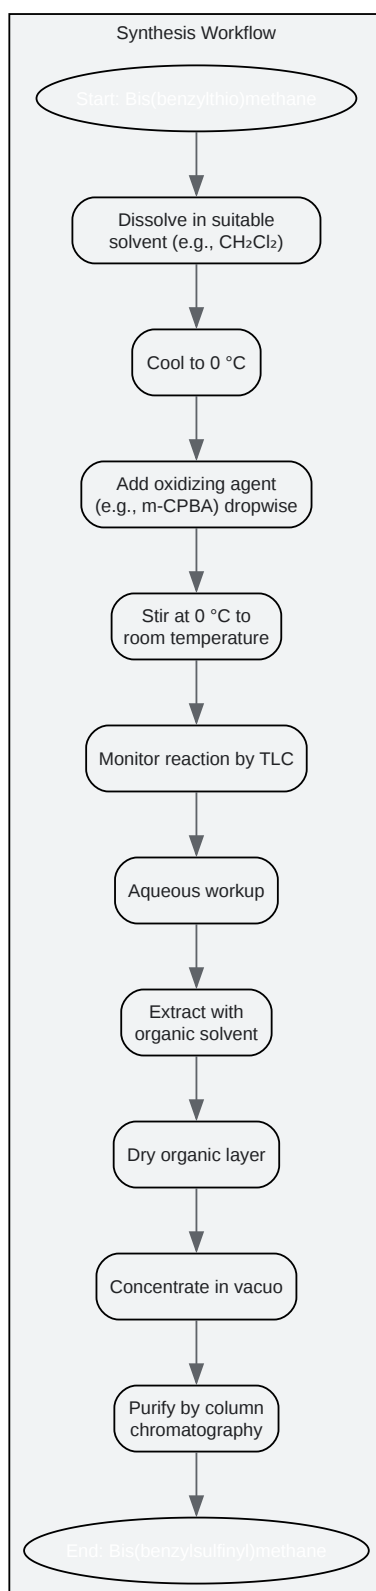 Synthesis Workflow
Start: Bis(benzylthio)methane
Dissolve in suitable
solvent (e.g., CH₂Cl₂)
Cool to 0 °C
Add oxidizing agent
(e.g., m-CPBA) dropwise
Stir at 0 °C to
room temperature
Monitor reaction by TLC
Aqueous workup
Extract with
organic solvent
Dry organic layer
Concentrate in vacuo
Purify by column
chromatography
End: Bis(benzylsulfinyl)methane